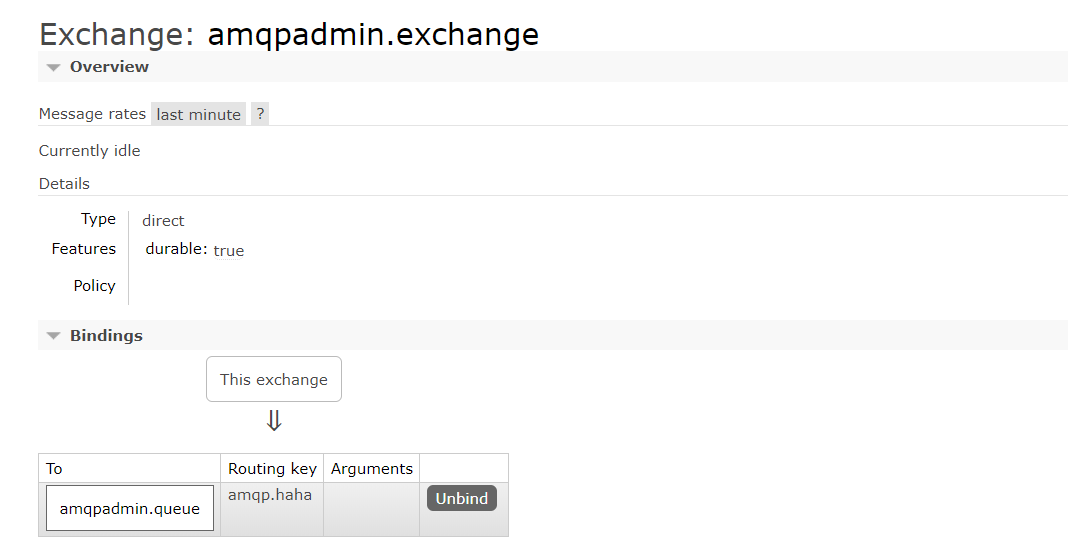 Exchange: amqpadmin.exchange
Overview
Message rates last minute ?
Currently idle
Details
Type direct
Features durable: true
Policy
Bindings
This exchange
⇓
To Routing key Arguments
amqpadmin.queue amqp.haha Unbind